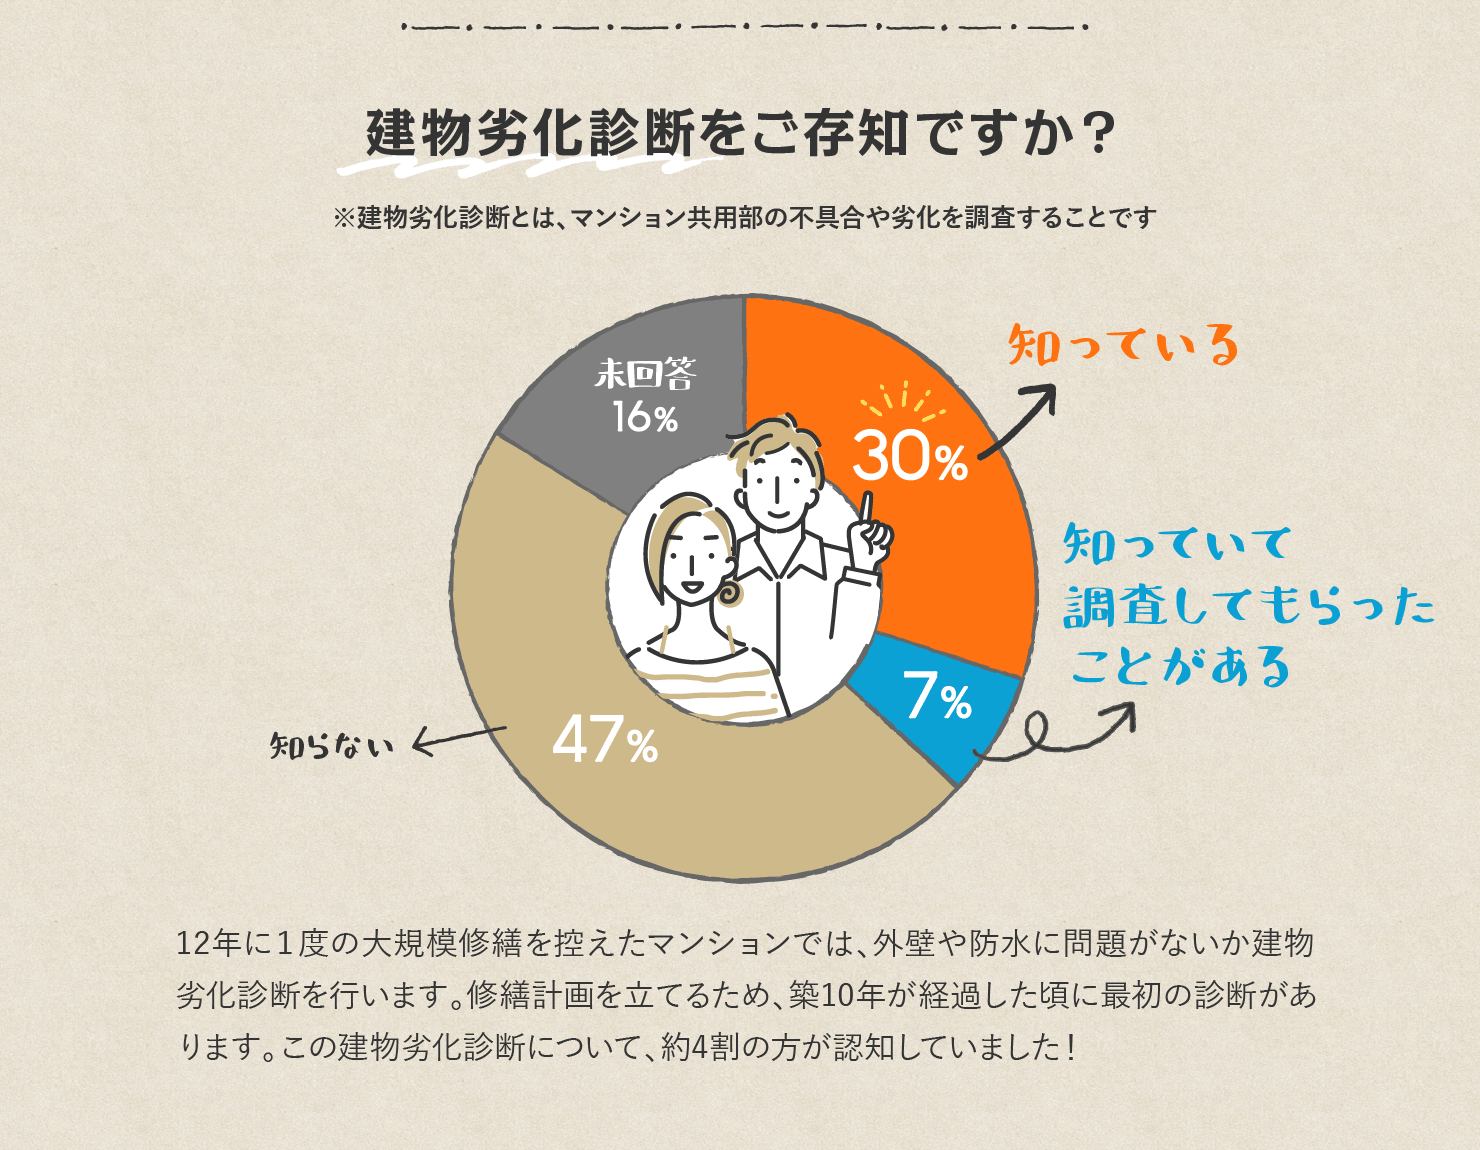 建物劣化診断をご存知ですか？
※建物劣化診断とは、マンション共用部の不具合や劣化を調査することです
未回答
16%
知っている
30%
知っていて
調査してもらった
ことがある
7%
47%
知らない
12年に１度の大規模修繕を控えたマンションでは、外壁や防水に問題がないか建物
劣化診断を行います。修繕計画を立てるため、築10年が経過した頃に最初の診断があ
ります。この建物劣化診断について、約4割の方が認知していました！